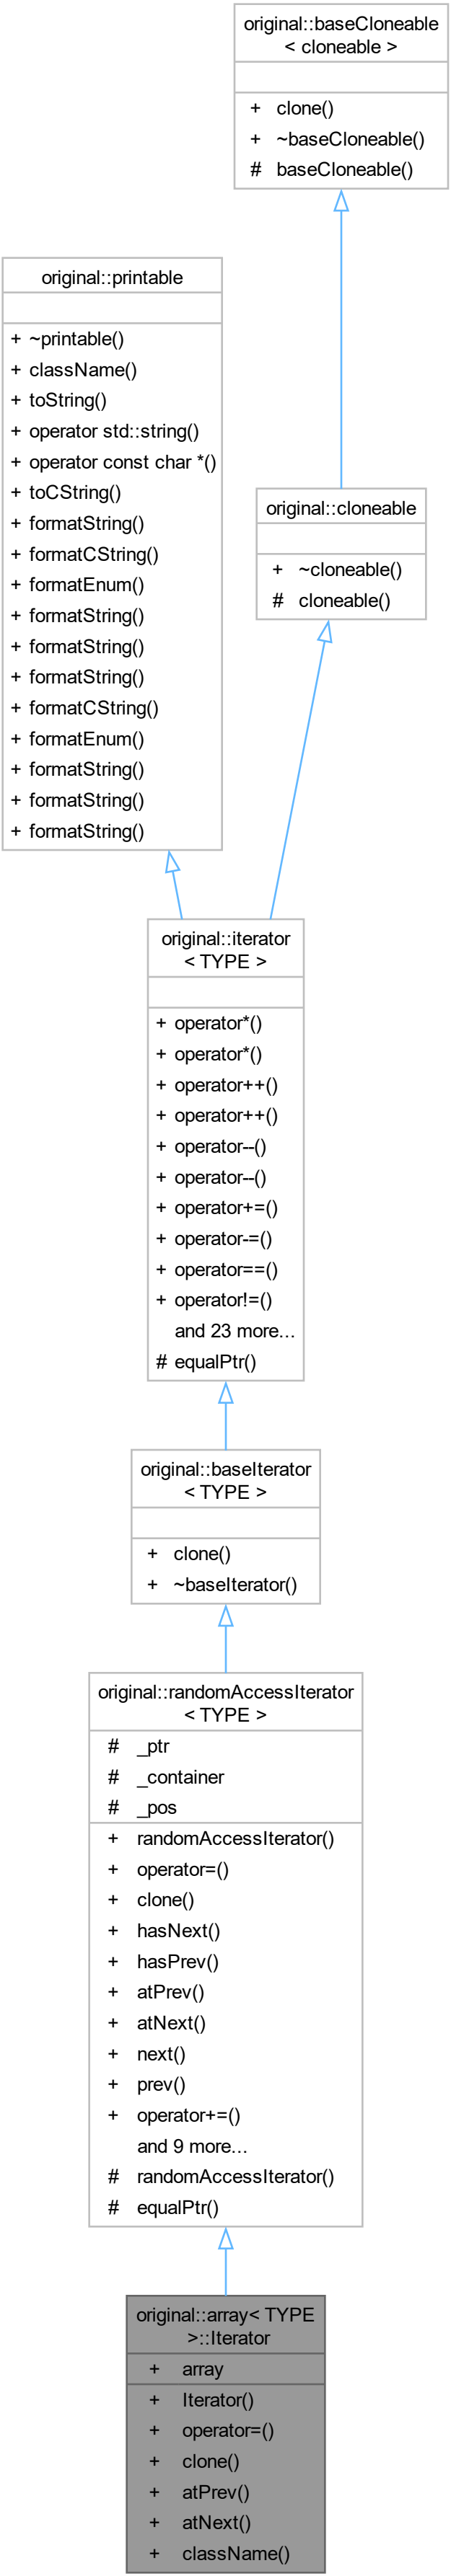 original::baseCloneable
< cloneable >
+ clone()
+ ~baseCloneable()
# baseCloneable()
original::printable
+ ~printable()
+ className()
+ toString()
+ operator std::string()
+ operator const char *()
+ toCString()
+ formatString()
+ formatCString()
+ formatEnum()
+ formatString()
+ formatString()
+ formatString()
+ formatCString()
+ formatEnum()
+ formatString()
+ formatString()
+ formatString()
original::cloneable
+ ~cloneable()
# cloneable()
original::iterator
< TYPE >
+ operator*()
+ operator*()
+ operator++()
+ operator++()
+ operator--()
+ operator--()
+ operator+=()
+ operator-=()
+ operator==()
+ operator!=()
and 23 more...
# equalPtr()
original::baseIterator
< TYPE >
+ clone()
+ ~baseIterator()
original::randomAccessIterator
< TYPE >
# _ptr
# _container
# _pos
+ randomAccessIterator()
+ operator=()
+ clone()
+ hasNext()
+ hasPrev()
+ atPrev()
+ atNext()
+ next()
+ prev()
+ operator+=()
and 9 more...
# randomAccessIterator()
# equalPtr()
original::array< TYPE
>::Iterator
+ array
+ Iterator()
+ operator=()
+ clone()
+ atPrev()
+ atNext()
+ className()